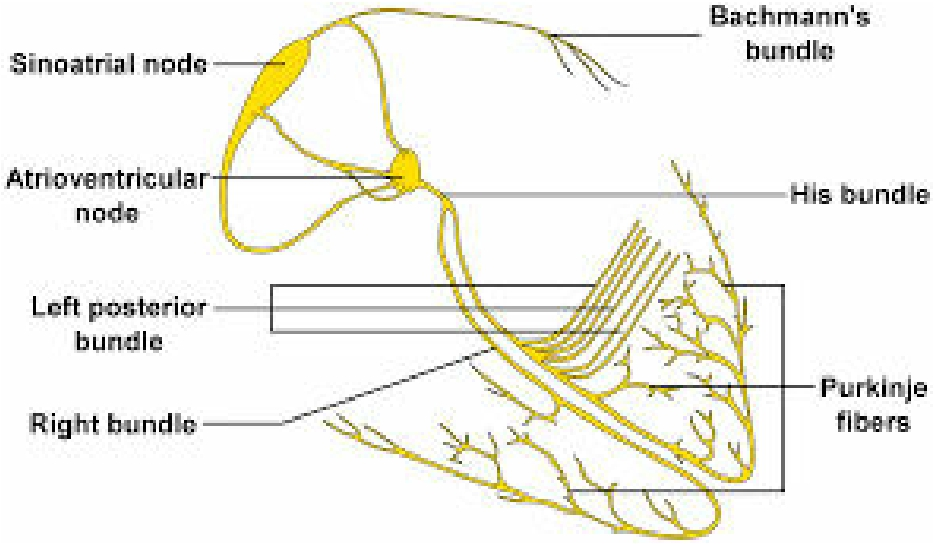 Bachmann's
bundle
Sinoatrial node
Atrioventricular
node
His bundle
Left posterior
bundle
Purkinje
fibers
Right bundle